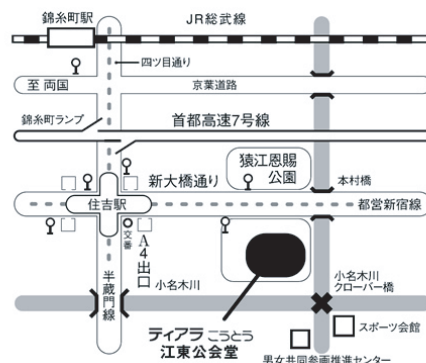 錦糸町駅
JR総武線
四ツ目通り
至 両国
京葉道路
錦糸町ランプ
首都高速7号線
猿江恩賜
公園
新大橋通り
本村橋
住吉駅
都営新宿線
交番
A4出口
半蔵門線
小名木川
小名木川
クローバー橋
ティアラ こうとう
江東公会堂
スポーツ会館
男女共同参画推進センター